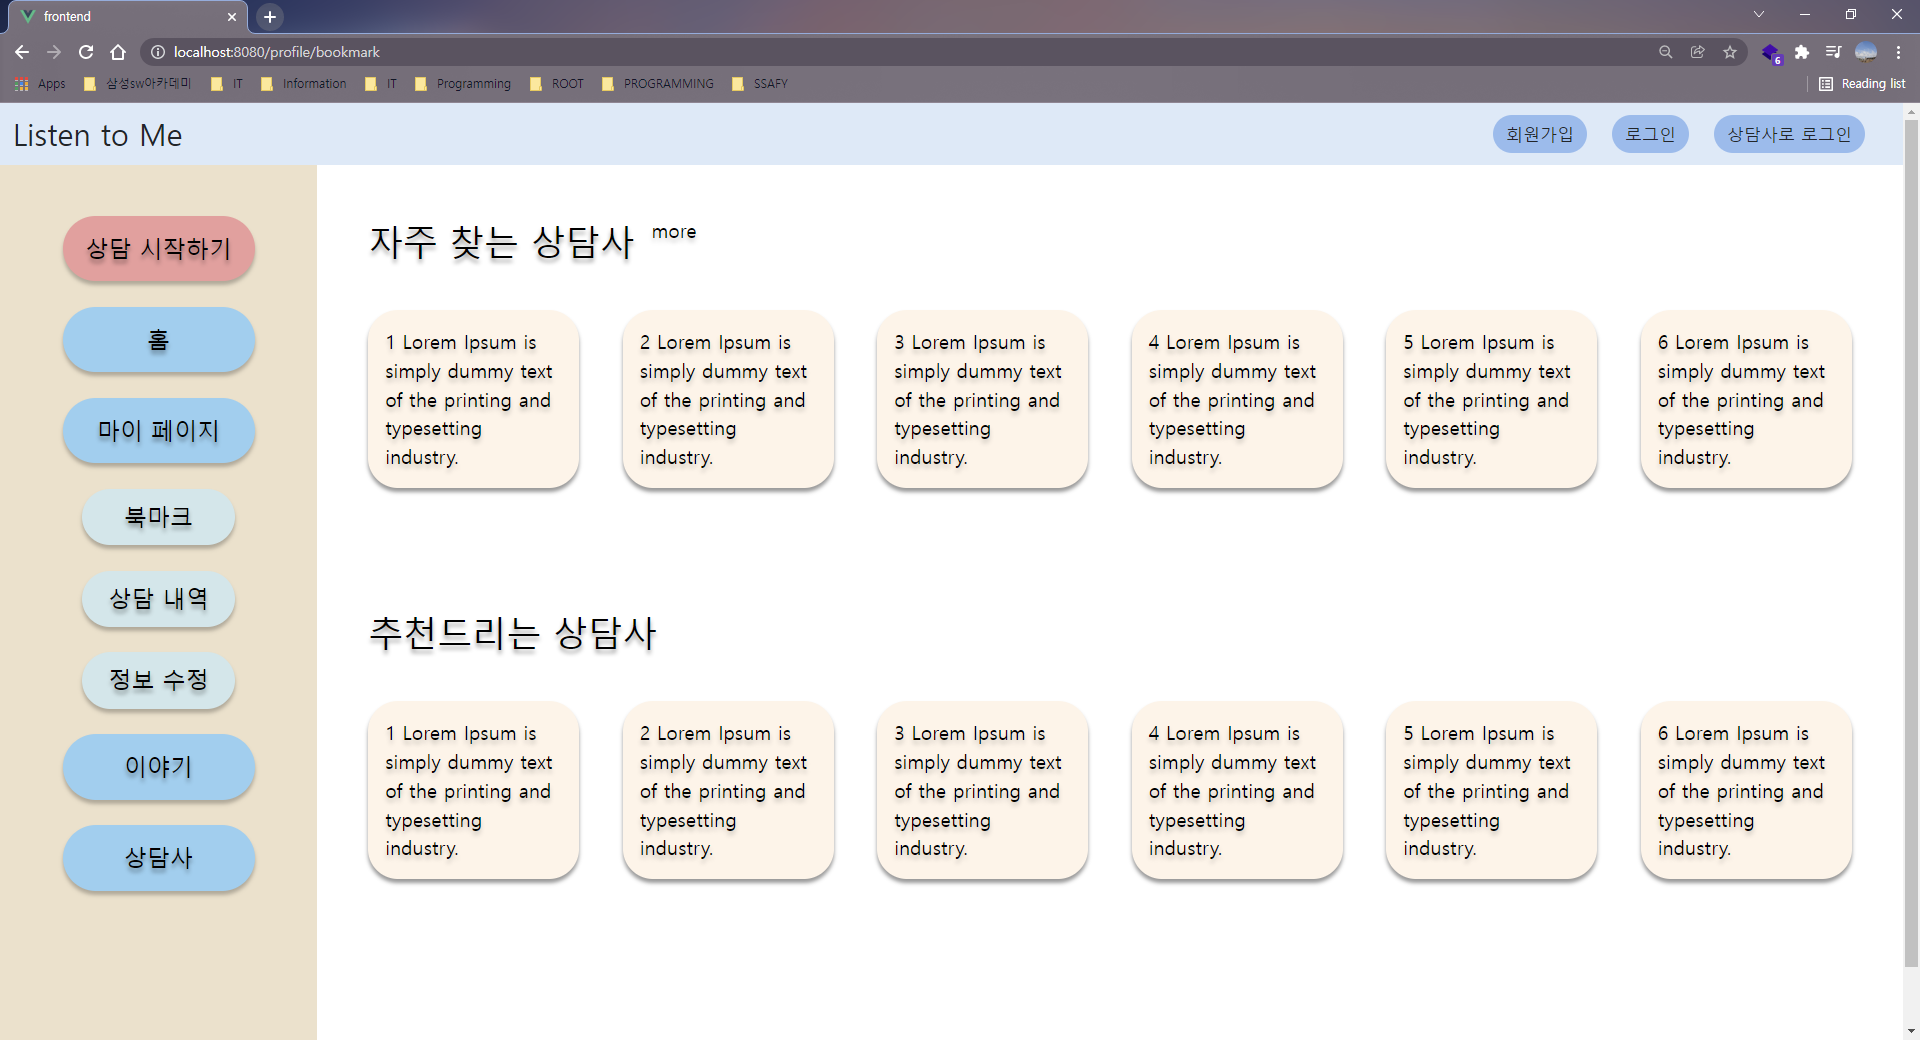 frontend
localhost:8080/profile/bookmark
6
Apps 삼성sw아카데미 IT Information IT Programming ROOT PROGRAMMING SSAFY Reading list
Listen to Me 회원가입 로그인 상담사로 로그인
상담 시작하기
홈
마이 페이지
북마크
상담 내역
정보 수정
이야기
상담사
자주 찾는 상담사 more
1 Lorem Ipsum is
simply dummy text
of the printing and
typesetting
industry.
2 Lorem Ipsum is
simply dummy text
of the printing and
typesetting
industry.
3 Lorem Ipsum is
simply dummy text
of the printing and
typesetting
industry.
4 Lorem Ipsum is
simply dummy text
of the printing and
typesetting
industry.
5 Lorem Ipsum is
simply dummy text
of the printing and
typesetting
industry.
6 Lorem Ipsum is
simply dummy text
of the printing and
typesetting
industry.
추천드리는 상담사
1 Lorem Ipsum is
simply dummy text
of the printing and
typesetting
industry.
2 Lorem Ipsum is
simply dummy text
of the printing and
typesetting
industry.
3 Lorem Ipsum is
simply dummy text
of the printing and
typesetting
industry.
4 Lorem Ipsum is
simply dummy text
of the printing and
typesetting
industry.
5 Lorem Ipsum is
simply dummy text
of the printing and
typesetting
industry.
6 Lorem Ipsum is
simply dummy text
of the printing and
typesetting
industry.